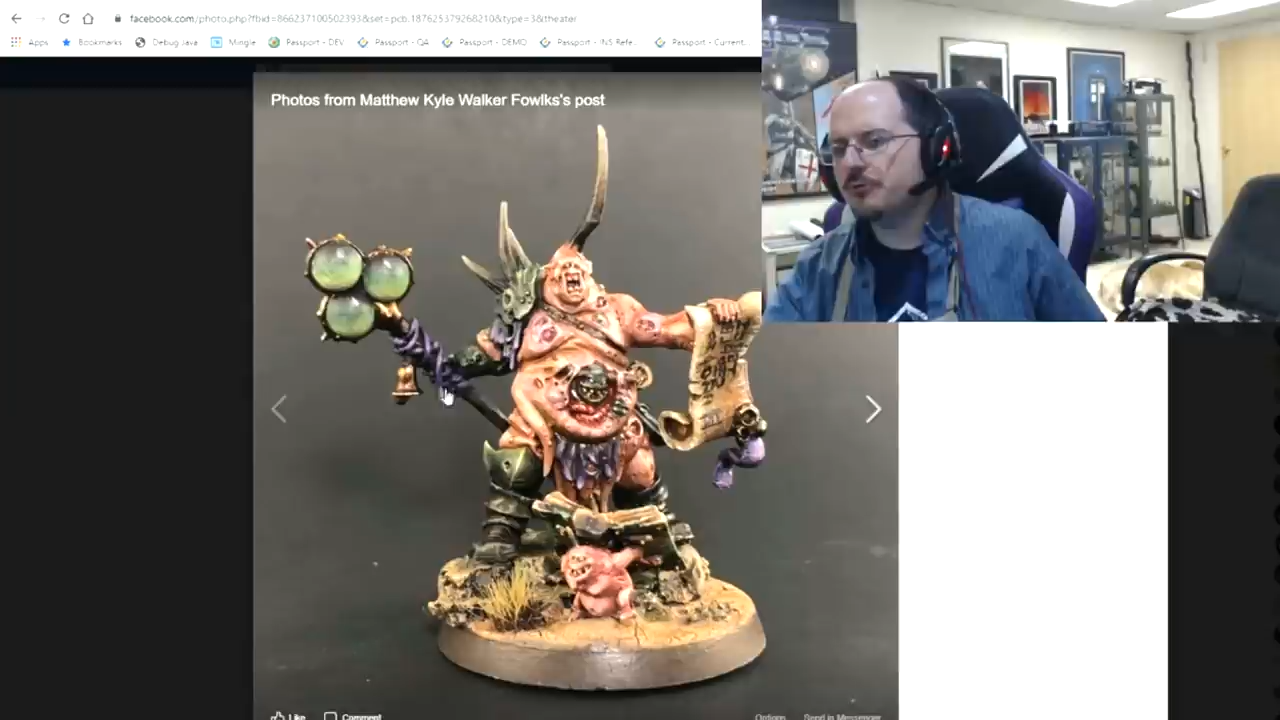 facebook.com/photo.php?fbid=866237100502393&set=pcb.187625379268210&type=3&theater
Apps Bookmarks Debug Java Mingle Passport - DEV Passport - QA Passport - DEMO Passport - INS Refe... Passport - Current...
Photos from Matthew Kyle Walker Fowlks's post
Like Comment Options Send in Messenger